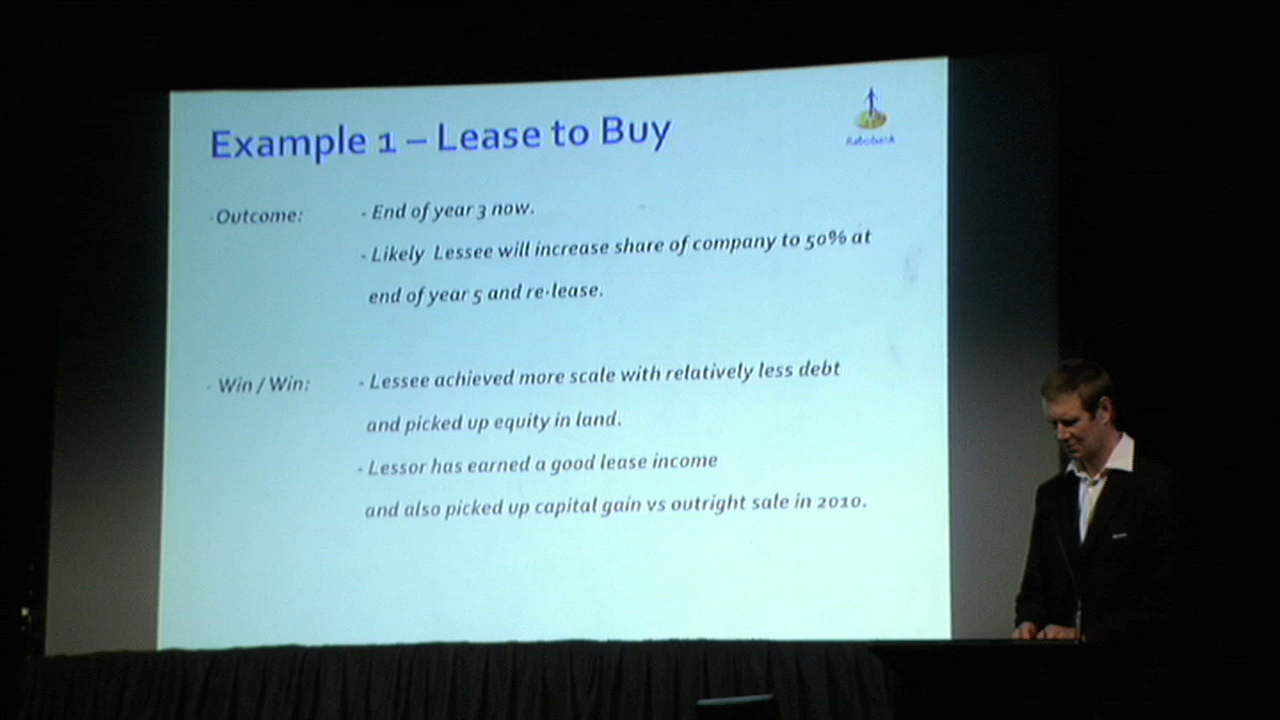 Example 1 – Lease to Buy
Rabobank
- Outcome: - End of year 3 now.
- Likely Lessee will increase share of company to 50% at
end of year 5 and re-lease.
- Win / Win: - Lessee achieved more scale with relatively less debt
and picked up equity in land.
- Lessor has earned a good lease income
and also picked up capital gain vs outright sale in 2010.